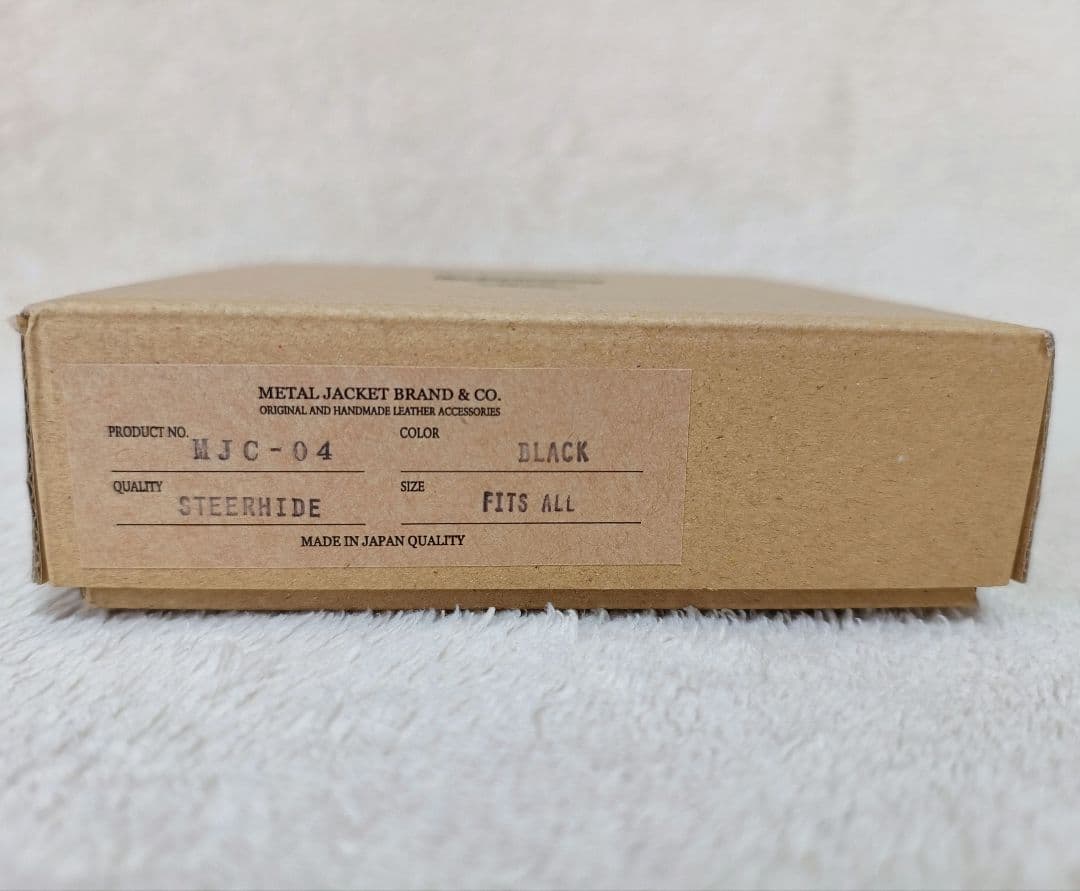 METAL JACKET BRAND & CO.
ORIGINAL AND HANDMADE LEATHER ACCESSORIES
PRODUCT NO. MJC-04
COLOR BLACK
QUALITY STEERHIDE
SIZE FITS ALL
MADE IN JAPAN QUALITY